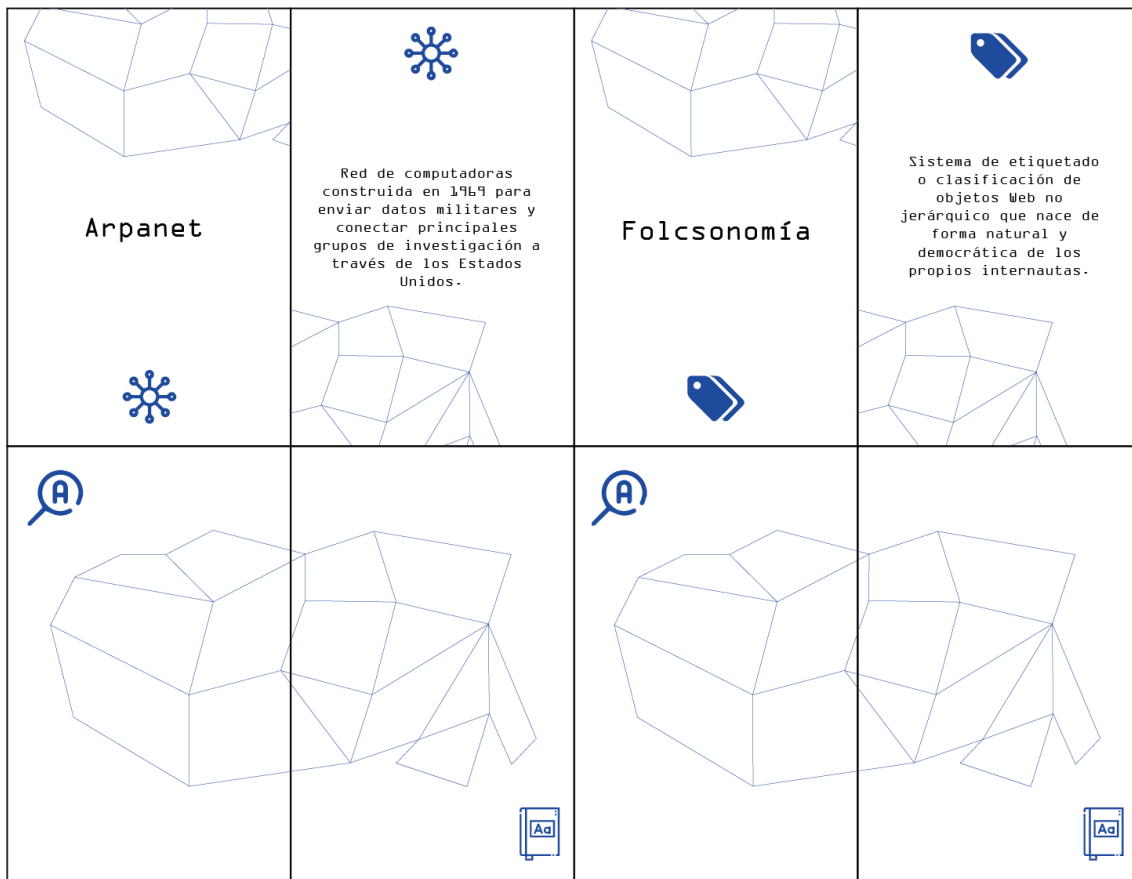 Arpanet
Red de computadoras
construida en 1969 para
enviar datos militares y
conectar principales
grupos de investigación a
través de los Estados
Unidos.
Folcsonomía
Sistema de etiquetado
o clasificación de
objetos Web no
jerárquico que nace de
forma natural y
democrática de los
propios internautas.
A
Aa
A
Aa